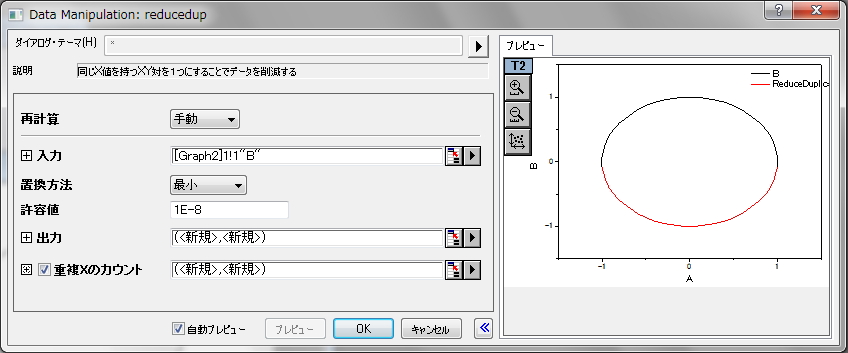 Data Manipulation: reducedup
ダイアログ・テーマ(H) *
説明 同じX値を持つXY対を1つにすることでデータを削減する
再計算 手動
入力 [Graph2]1!1"B"
置換方法 最小
許容値 1E-8
出力 (<新規>,<新規>)
重複Xのカウント (<新規>,<新規>)
自動プレビュー プレビュー OK キャンセル
プレビュー
T2
B
ReduceDuplic
1
0
-1
B
-1 0 1
A